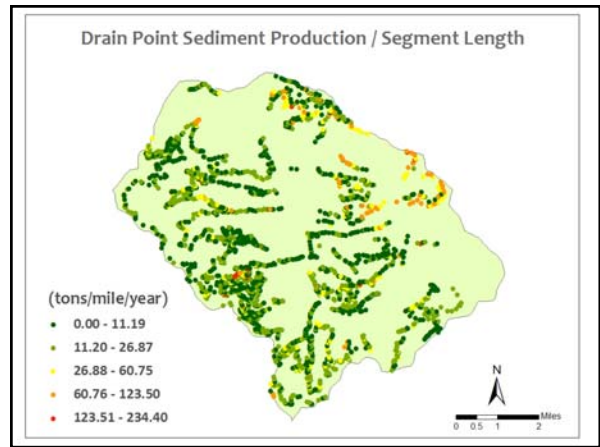 Drain Point Sediment Production / Segment Length
(tons/mile/year)
0.00 - 11.19
11.20 - 26.87
26.88 - 60.75
60.76 - 123.50
123.51 - 234.40
N
Miles
0 0.5 1 2